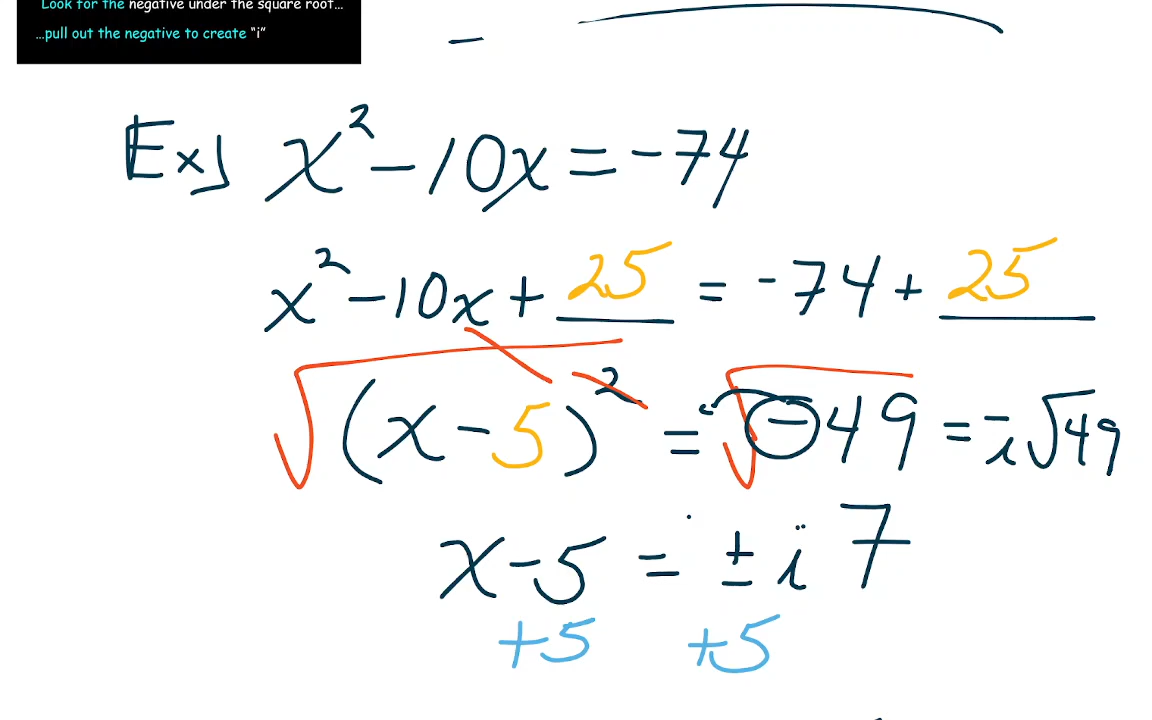 Look for the negative under the square root...
...pull out the negative to create "i"
Ex) x² - 10x = -74
x² - 10x + 25 = -74 + 25
√(x - 5)² = √-49 = i√49
x - 5 = ± i 7
+5 +5